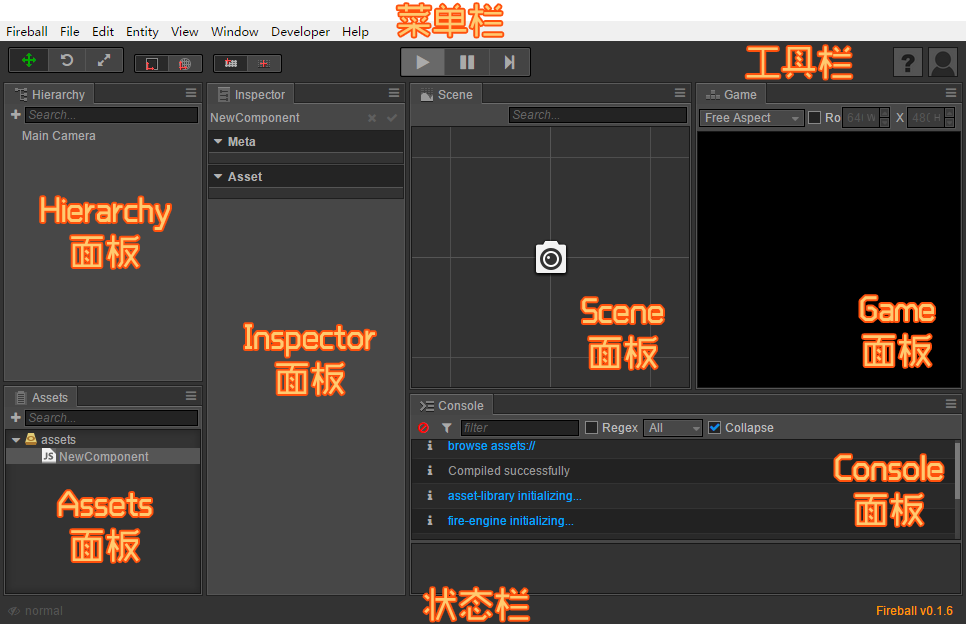 菜单栏
Fireball File Edit Entity View Window Developer Help
工具栏
?
Hierarchy
Search...
Main Camera
Hierarchy
面板
Inspector
NewComponent
Meta
Asset
Inspector
面板
Scene
Search...
Scene
面板
Game
Free Aspect Ro 640 W X 480 H
Game
面板
Assets
Search...
assets
JS NewComponent
Assets
面板
Console
filter Regex All Collapse
browse assets://
Compiled successfully
asset-library initializing...
fire-engine initializing...
Console
面板
状态栏
normal
Fireball v0.1.6